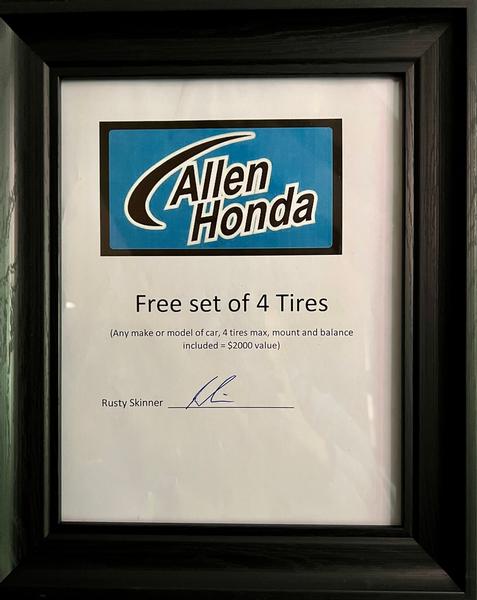 Allen
Honda
Free set of 4 Tires
(Any make or model of car, 4 tires max, mount and balance
included = $2000 value)
Rusty Skinner